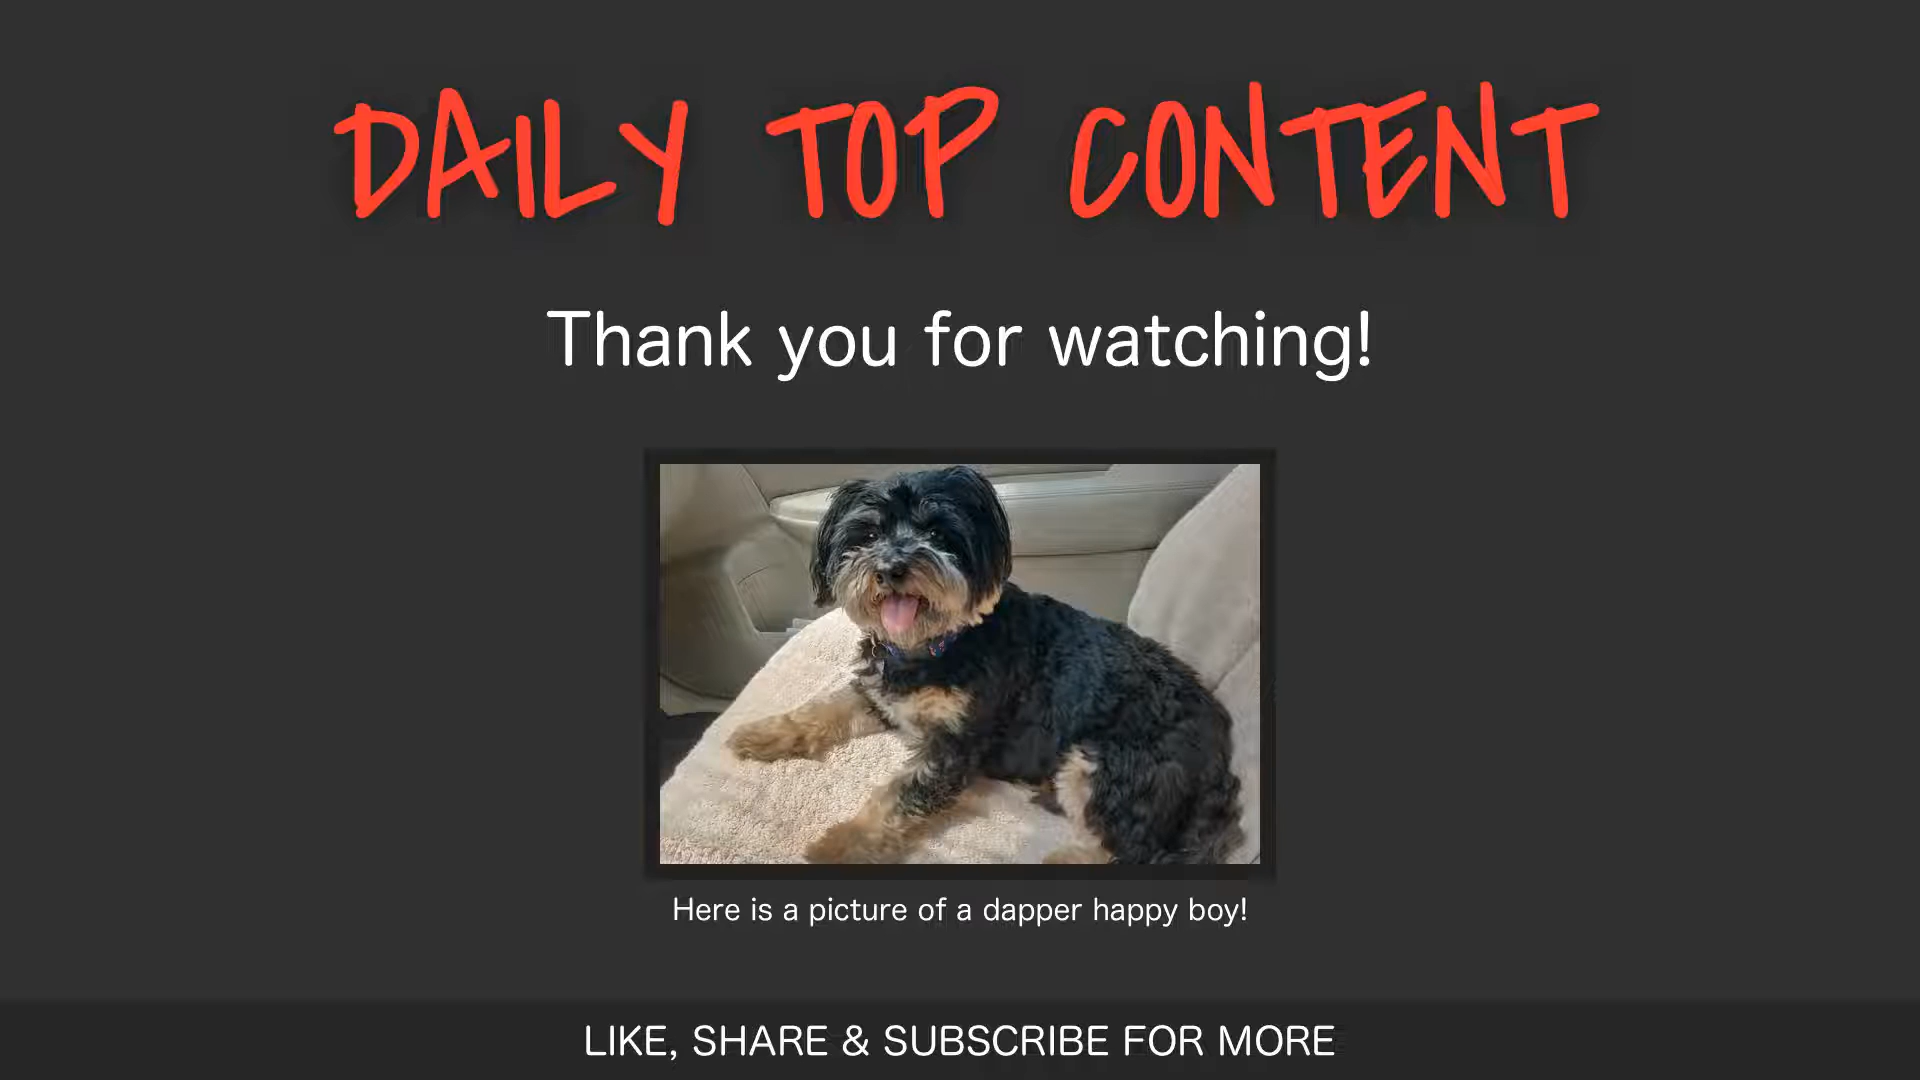 DAILY TOP CONTENT
Thank you for watching!
Here is a picture of a dapper happy boy!
LIKE, SHARE & SUBSCRIBE FOR MORE